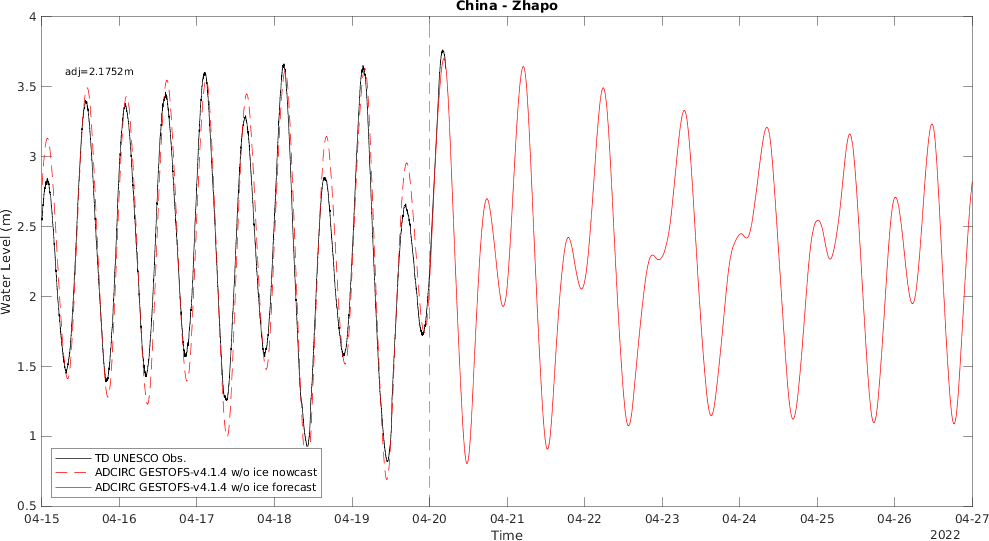 China - Zhapo
adj=2.1752m
4
3.5
3
2.5
2
1.5
1
0.5
Water Level (m)
TD UNESCO Obs.
ADCIRC GESTOFS-v4.1.4 w/o ice nowcast
ADCIRC GESTOFS-v4.1.4 w/o ice forecast
04-15 04-16 04-17 04-18 04-19 04-20 04-21 04-22 04-23 04-24 04-25 04-26 04-27
Time
2022